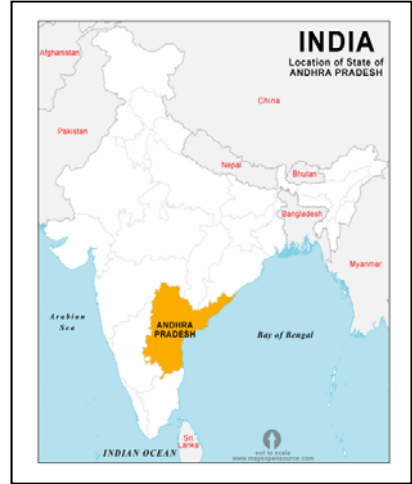 INDIA
Location of State of
ANDHRA PRADESH
Afghanistan
China
Pakistan
Nepal
Bhutan
Bangladesh
Myanmar
Arabian
Sea
ANDHRA
PRADESH
Bay of Bengal
Sri
Lanka
INDIAN OCEAN
not to scale
www.mapsopensource.com